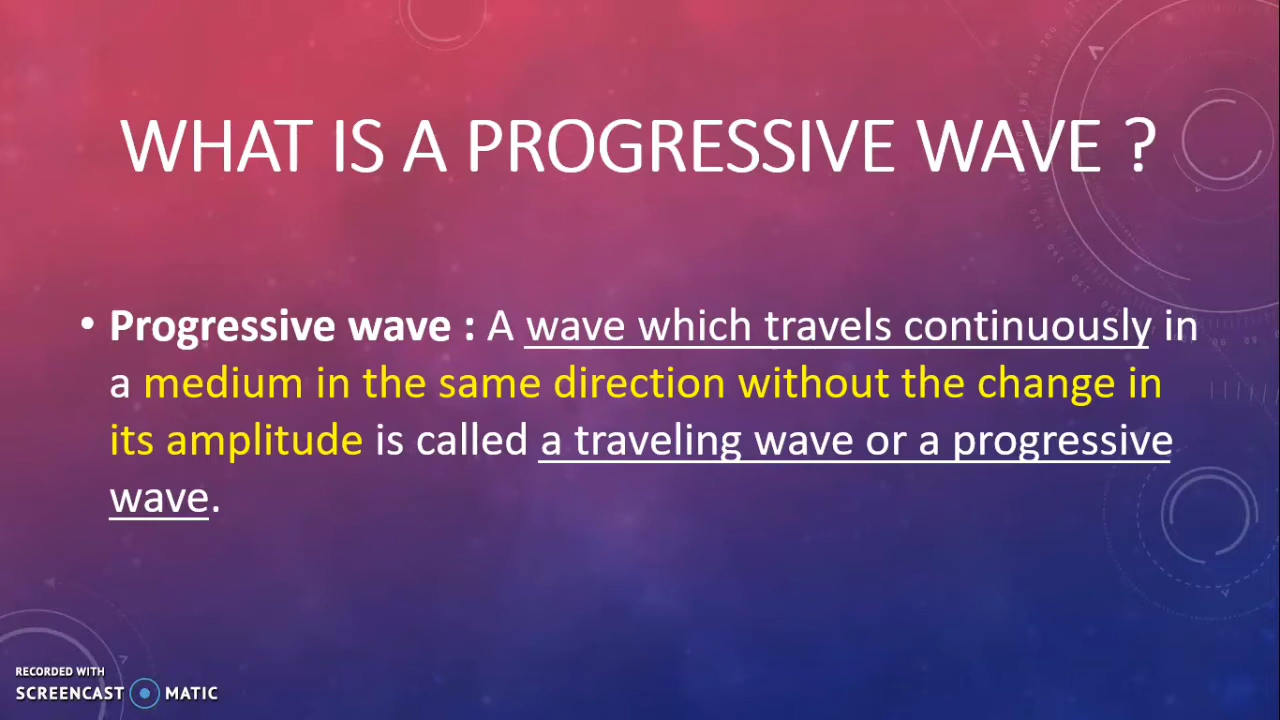 WHAT IS A PROGRESSIVE WAVE ?
• Progressive wave : A wave which travels continuously in
a medium in the same direction without the change in
its amplitude is called a traveling wave or a progressive
wave.
RECORDED WITH
SCREENCAST MATIC